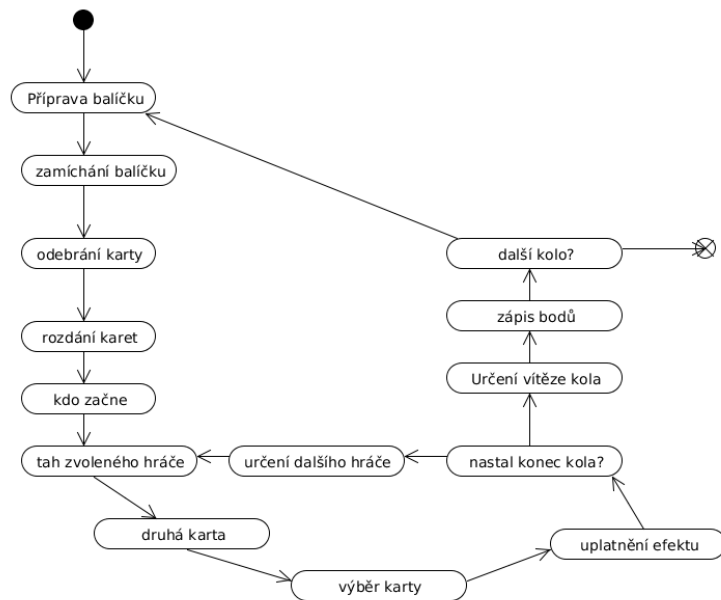 Příprava balíčku
zamíchání balíčku
odebrání karty
rozdání karet
kdo začne
tah zvoleného hráče
druhá karta
výběr karty
uplatnění efektu
nastal konec kola?
určení dalšího hráče
Určení vítěze kola
zápis bodů
další kolo?